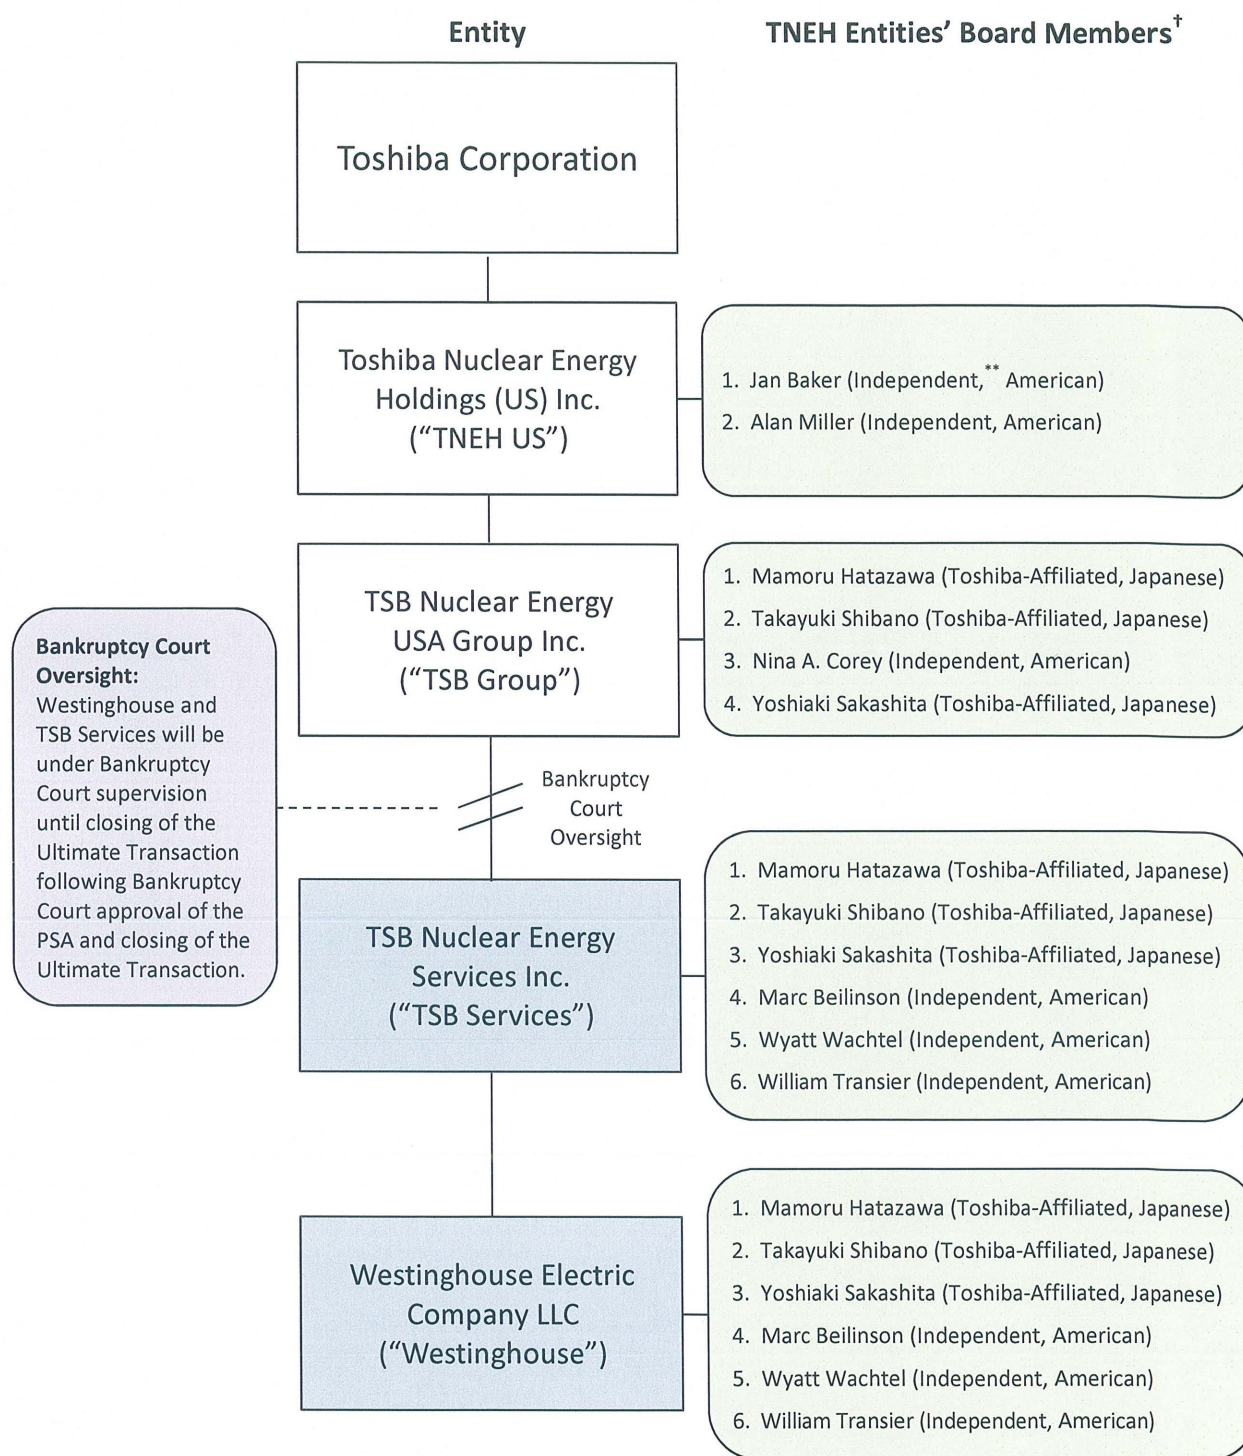 Entity
TNEH Entities’ Board Members†
Toshiba Corporation
Toshiba Nuclear Energy
Holdings (US) Inc.
(“TNEH US”)
1. Jan Baker (Independent,** American)
2. Alan Miller (Independent, American)
TSB Nuclear Energy
USA Group Inc.
(“TSB Group”)
1. Mamoru Hatazawa (Toshiba-Affiliated, Japanese)
2. Takayuki Shibano (Toshiba-Affiliated, Japanese)
3. Nina A. Corey (Independent, American)
4. Yoshiaki Sakashita (Toshiba-Affiliated, Japanese)
Bankruptcy Court
Oversight:
Westinghouse and
TSB Services will be
under Bankruptcy
Court supervision
until closing of the
Ultimate Transaction
following Bankruptcy
Court approval of the
PSA and closing of the
Ultimate Transaction.
Bankruptcy
Court
Oversight
TSB Nuclear Energy
Services Inc.
(“TSB Services”)
1. Mamoru Hatazawa (Toshiba-Affiliated, Japanese)
2. Takayuki Shibano (Toshiba-Affiliated, Japanese)
3. Yoshiaki Sakashita (Toshiba-Affiliated, Japanese)
4. Marc Beilinson (Independent, American)
5. Wyatt Wachtel (Independent, American)
6. William Transier (Independent, American)
Westinghouse Electric
Company LLC
(“Westinghouse”)
1. Mamoru Hatazawa (Toshiba-Affiliated, Japanese)
2. Takayuki Shibano (Toshiba-Affiliated, Japanese)
3. Yoshiaki Sakashita (Toshiba-Affiliated, Japanese)
4. Marc Beilinson (Independent, American)
5. Wyatt Wachtel (Independent, American)
6. William Transier (Independent, American)